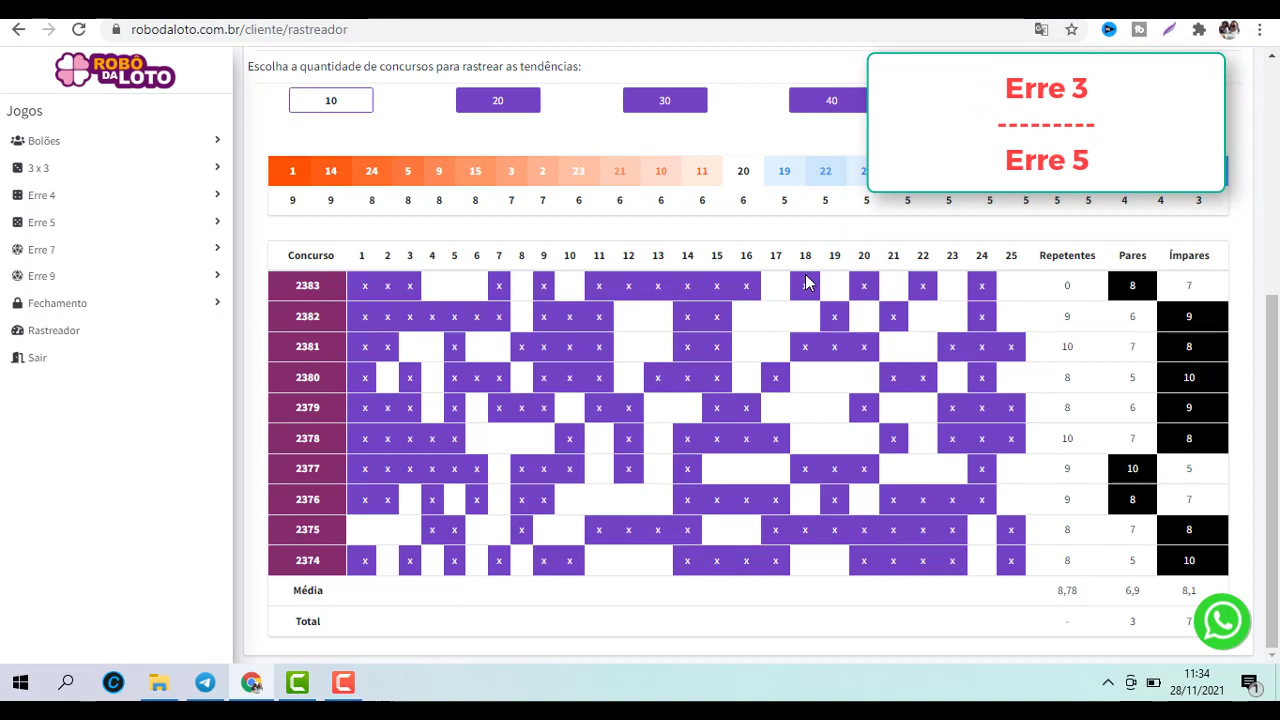 robodaloto.com.br/cliente/rastreador
ROBÔ
DA LOTO
Jogos
Bolões
3 x 3
Erre 4
Erre 5
Erre 7
Erre 9
Fechamento
Rastreador
Sair
Escolha a quantidade de concursos para rastrear as tendências:
10 20 30 40
Erre 3
---------
Erre 5
1 14 24 5 9 15 3 2 23 21 10 11 20 19 22
9 9 8 8 8 8 7 7 6 6 6 6 6 5 5 5 5 5 5 5 5 5 4 4 3
Concurso 1 2 3 4 5 6 7 8 9 10 11 12 13 14 15 16 17 18 19 20 21 22 23 24 25 Repetentes Pares Ímpares
2383 x x x x x x x x x x x x x x x 0 8 7
2382 x x x x x x x x x x x x x x x 9 6 9
2381 x x x x x x x x x x x x x x x 10 7 8
2380 x x x x x x x x x x x x x x x 8 5 10
2379 x x x x x x x x x x x x x x x 8 6 9
2378 x x x x x x x x x x x x x x x 10 7 8
2377 x x x x x x x x x x x x x x x 9 10 5
2376 x x x x x x x x x x x x x x x 9 8 7
2375 x x x x x x x x x x x x x x x 8 7 8
2374 x x x x x x x x x x x x x x x 8 5 10
Média 8,78 6,9 8,1
Total - 3 7
11:34
28/11/2021